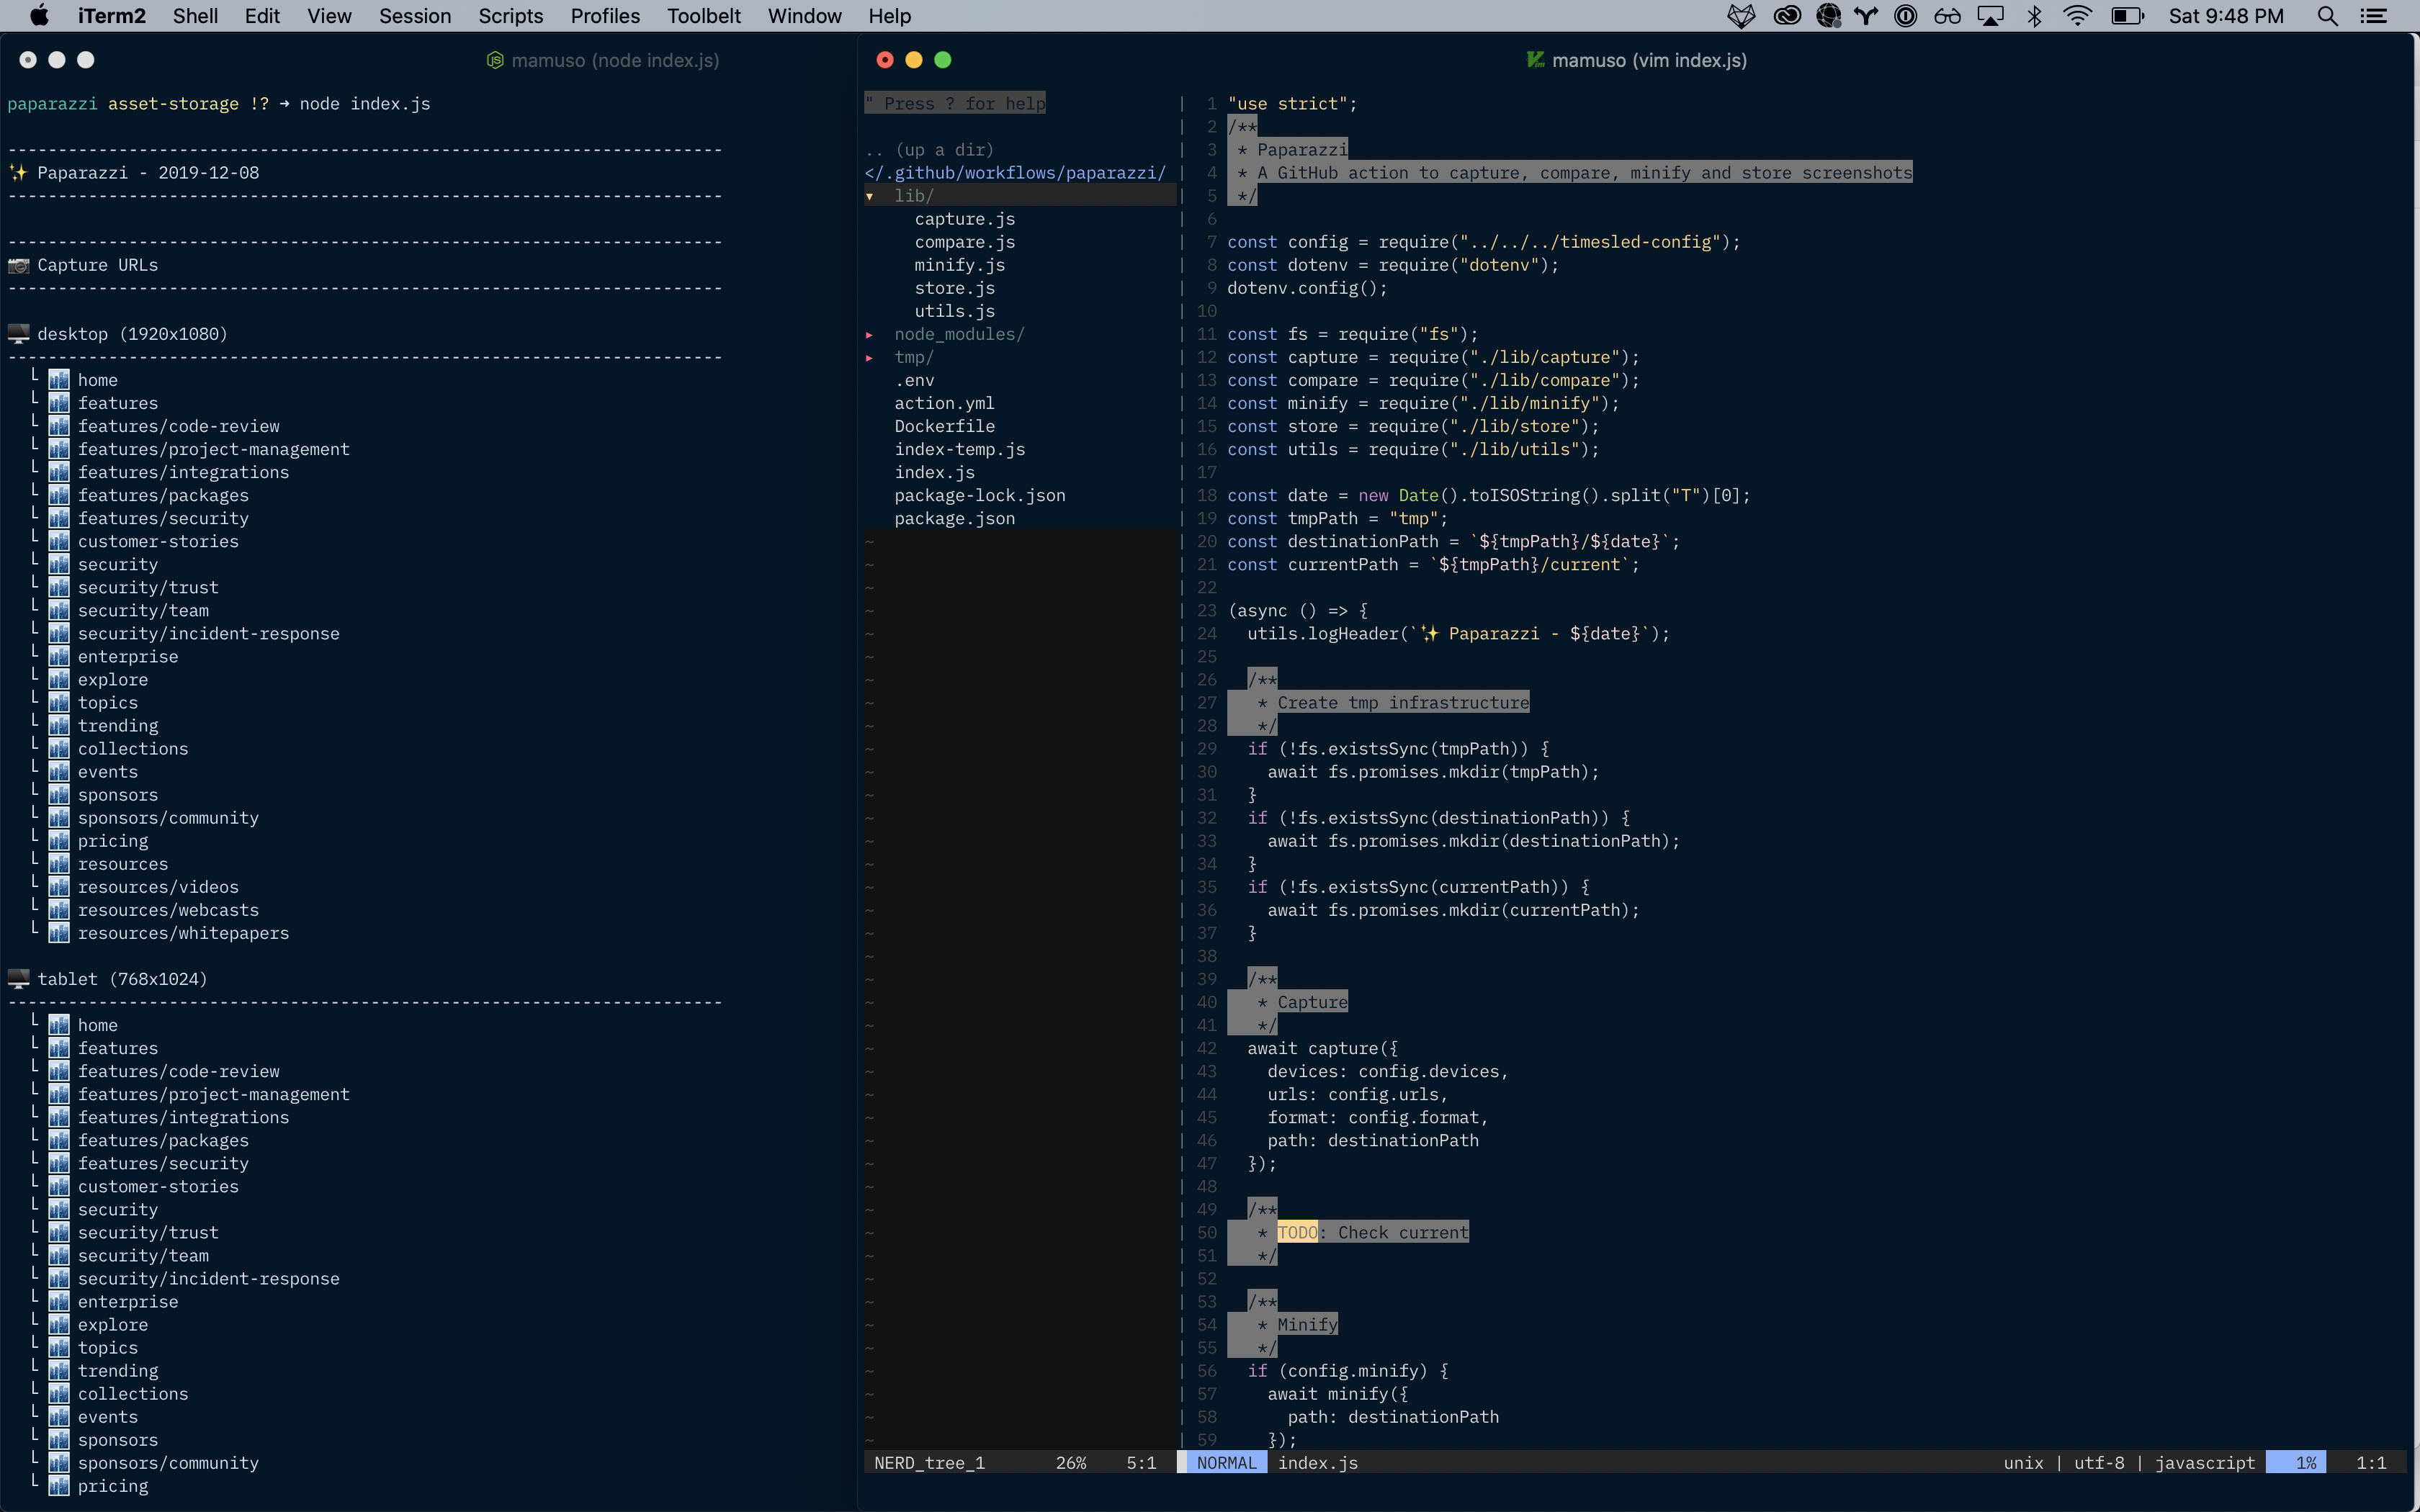 iTerm2 Shell Edit View Session Scripts Profiles Toolbelt Window Help Sat 9:48 PM
mamuso (node index.js)
paparazzi asset-storage !? ➜ node index.js
------------------------------------------------------------------------
✨ Paparazzi - 2019-12-08
------------------------------------------------------------------------
------------------------------------------------------------------------
📸 Capture URLs
------------------------------------------------------------------------
🖥 desktop (1920x1080)
------------------------------------------------------------------------
└ home
└ features
└ features/code-review
└ features/project-management
└ features/integrations
└ features/packages
└ features/security
└ customer-stories
└ security
└ security/trust
└ security/team
└ security/incident-response
└ enterprise
└ explore
└ topics
└ trending
└ collections
└ events
└ sponsors
└ sponsors/community
└ pricing
└ resources
└ resources/videos
└ resources/webcasts
└ resources/whitepapers
🖥 tablet (768x1024)
------------------------------------------------------------------------
└ home
└ features
└ features/code-review
└ features/project-management
└ features/integrations
└ features/packages
└ features/security
└ customer-stories
└ security
└ security/trust
└ security/team
└ security/incident-response
└ enterprise
└ explore
└ topics
└ trending
└ collections
└ events
└ sponsors
└ sponsors/community
└ pricing
mamuso (vim index.js)
" Press ? for help
.. (up a dir)
</.github/workflows/paparazzi/
▾ lib/
capture.js
compare.js
minify.js
store.js
utils.js
▸ node_modules/
▸ tmp/
.env
action.yml
Dockerfile
index-temp.js
index.js
package-lock.json
package.json
1 "use strict";
2 /**
3 * Paparazzi
4 * A GitHub action to capture, compare, minify and store screenshots
5 */
6
7 const config = require("../../../timesled-config");
8 const dotenv = require("dotenv");
9 dotenv.config();
10
11 const fs = require("fs");
12 const capture = require("./lib/capture");
13 const compare = require("./lib/compare");
14 const minify = require("./lib/minify");
15 const store = require("./lib/store");
16 const utils = require("./lib/utils");
17
18 const date = new Date().toISOString().split("T")[0];
19 const tmpPath = "tmp";
20 const destinationPath = `${tmpPath}/${date}`;
21 const currentPath = `${tmpPath}/current`;
22
23 (async () => {
24 utils.logHeader(`✨ Paparazzi - ${date}`);
25
26 /**
27 * Create tmp infrastructure
28 */
29 if (!fs.existsSync(tmpPath)) {
30 await fs.promises.mkdir(tmpPath);
31 }
32 if (!fs.existsSync(destinationPath)) {
33 await fs.promises.mkdir(destinationPath);
34 }
35 if (!fs.existsSync(currentPath)) {
36 await fs.promises.mkdir(currentPath);
37 }
38
39 /**
40 * Capture
41 */
42 await capture({
43 devices: config.devices,
44 urls: config.urls,
45 format: config.format,
46 path: destinationPath
47 });
48
49 /**
50 * TODO: Check current
51 */
52
53 /**
54 * Minify
55 */
56 if (config.minify) {
57 await minify({
58 path: destinationPath
59 });
NERD_tree_1 26% 5:1 NORMAL index.js unix | utf-8 | javascript 1% 1:1